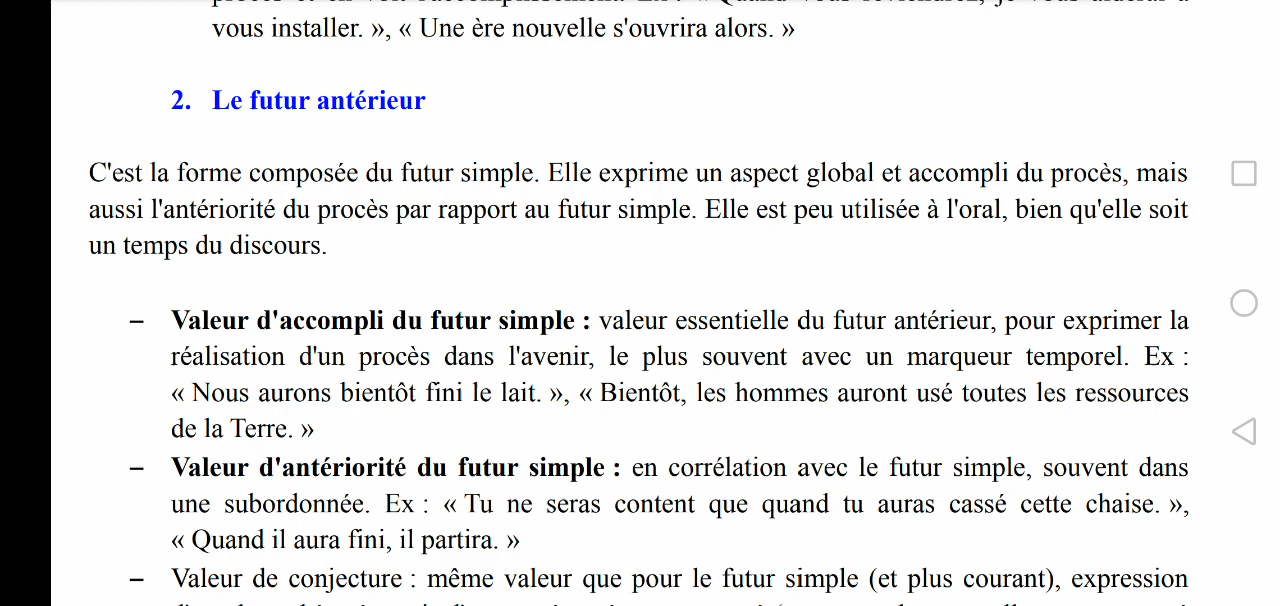 vous installer. », « Une ère nouvelle s'ouvrira alors. »
2. Le futur antérieur
C'est la forme composée du futur simple. Elle exprime un aspect global et accompli du procès, mais
aussi l'antériorité du procès par rapport au futur simple. Elle est peu utilisée à l'oral, bien qu'elle soit
un temps du discours.
– Valeur d'accompli du futur simple : valeur essentielle du futur antérieur, pour exprimer la
réalisation d'un procès dans l'avenir, le plus souvent avec un marqueur temporel. Ex :
« Nous aurons bientôt fini le lait. », « Bientôt, les hommes auront usé toutes les ressources
de la Terre. »
– Valeur d'antériorité du futur simple : en corrélation avec le futur simple, souvent dans
une subordonnée. Ex : « Tu ne seras content que quand tu auras cassé cette chaise. »,
« Quand il aura fini, il partira. »
– Valeur de conjecture : même valeur que pour le futur simple (et plus courant), expression